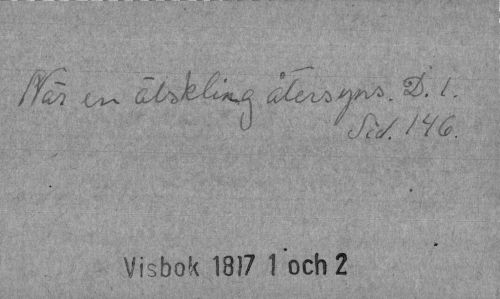 När en älskling återsyns. D. 1.
Sid. 146.
Visbok 1817 1 och 2